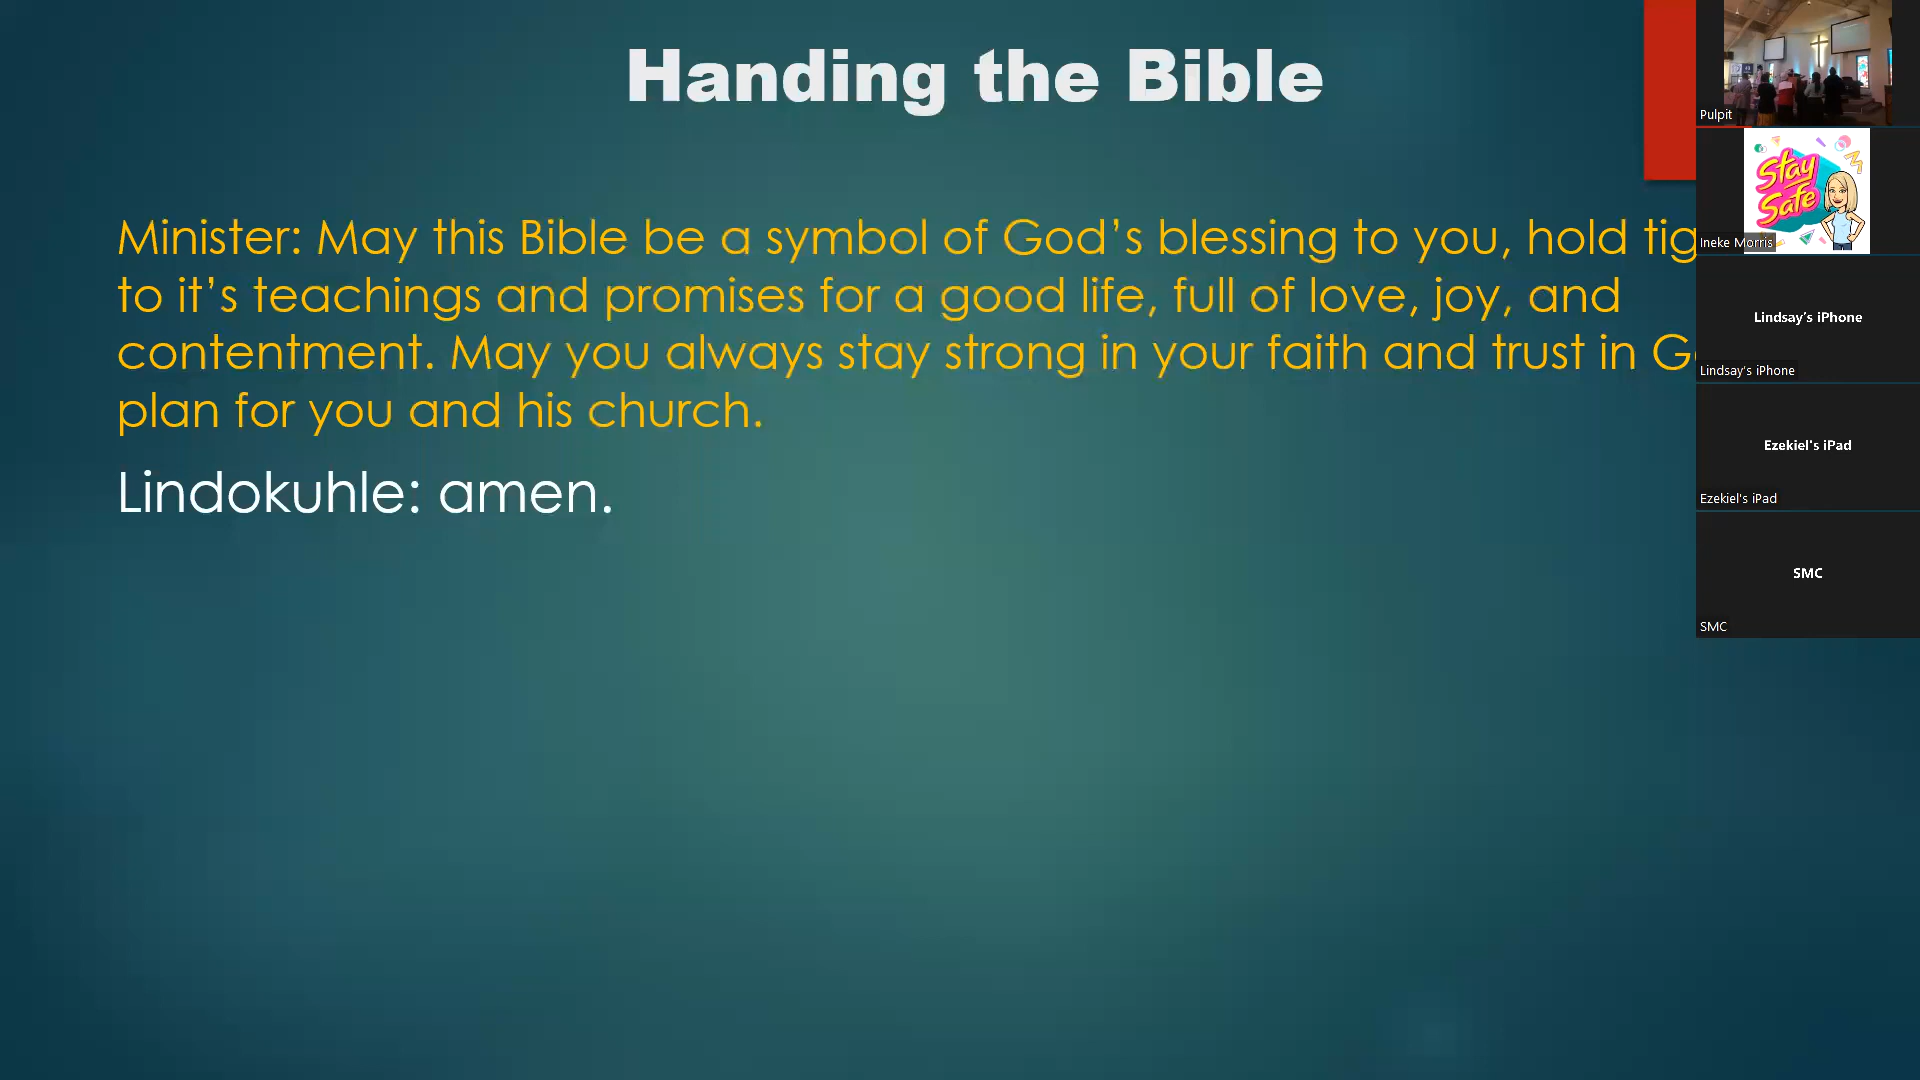 Handing the Bible
Minister: May this Bible be a symbol of God’s blessing to you, hold
to it’s teachings and promises for a good life, full of love, joy, and
contentment. May you always stay strong in your faith and trust in
plan for you and his church.
Lindokuhle: amen.
Pulpit
Stay
Safe
Ineke Morris
Lindsay's iPhone
Lindsay's iPhone
Ezekiel's iPad
Ezekiel's iPad
SMC
SMC